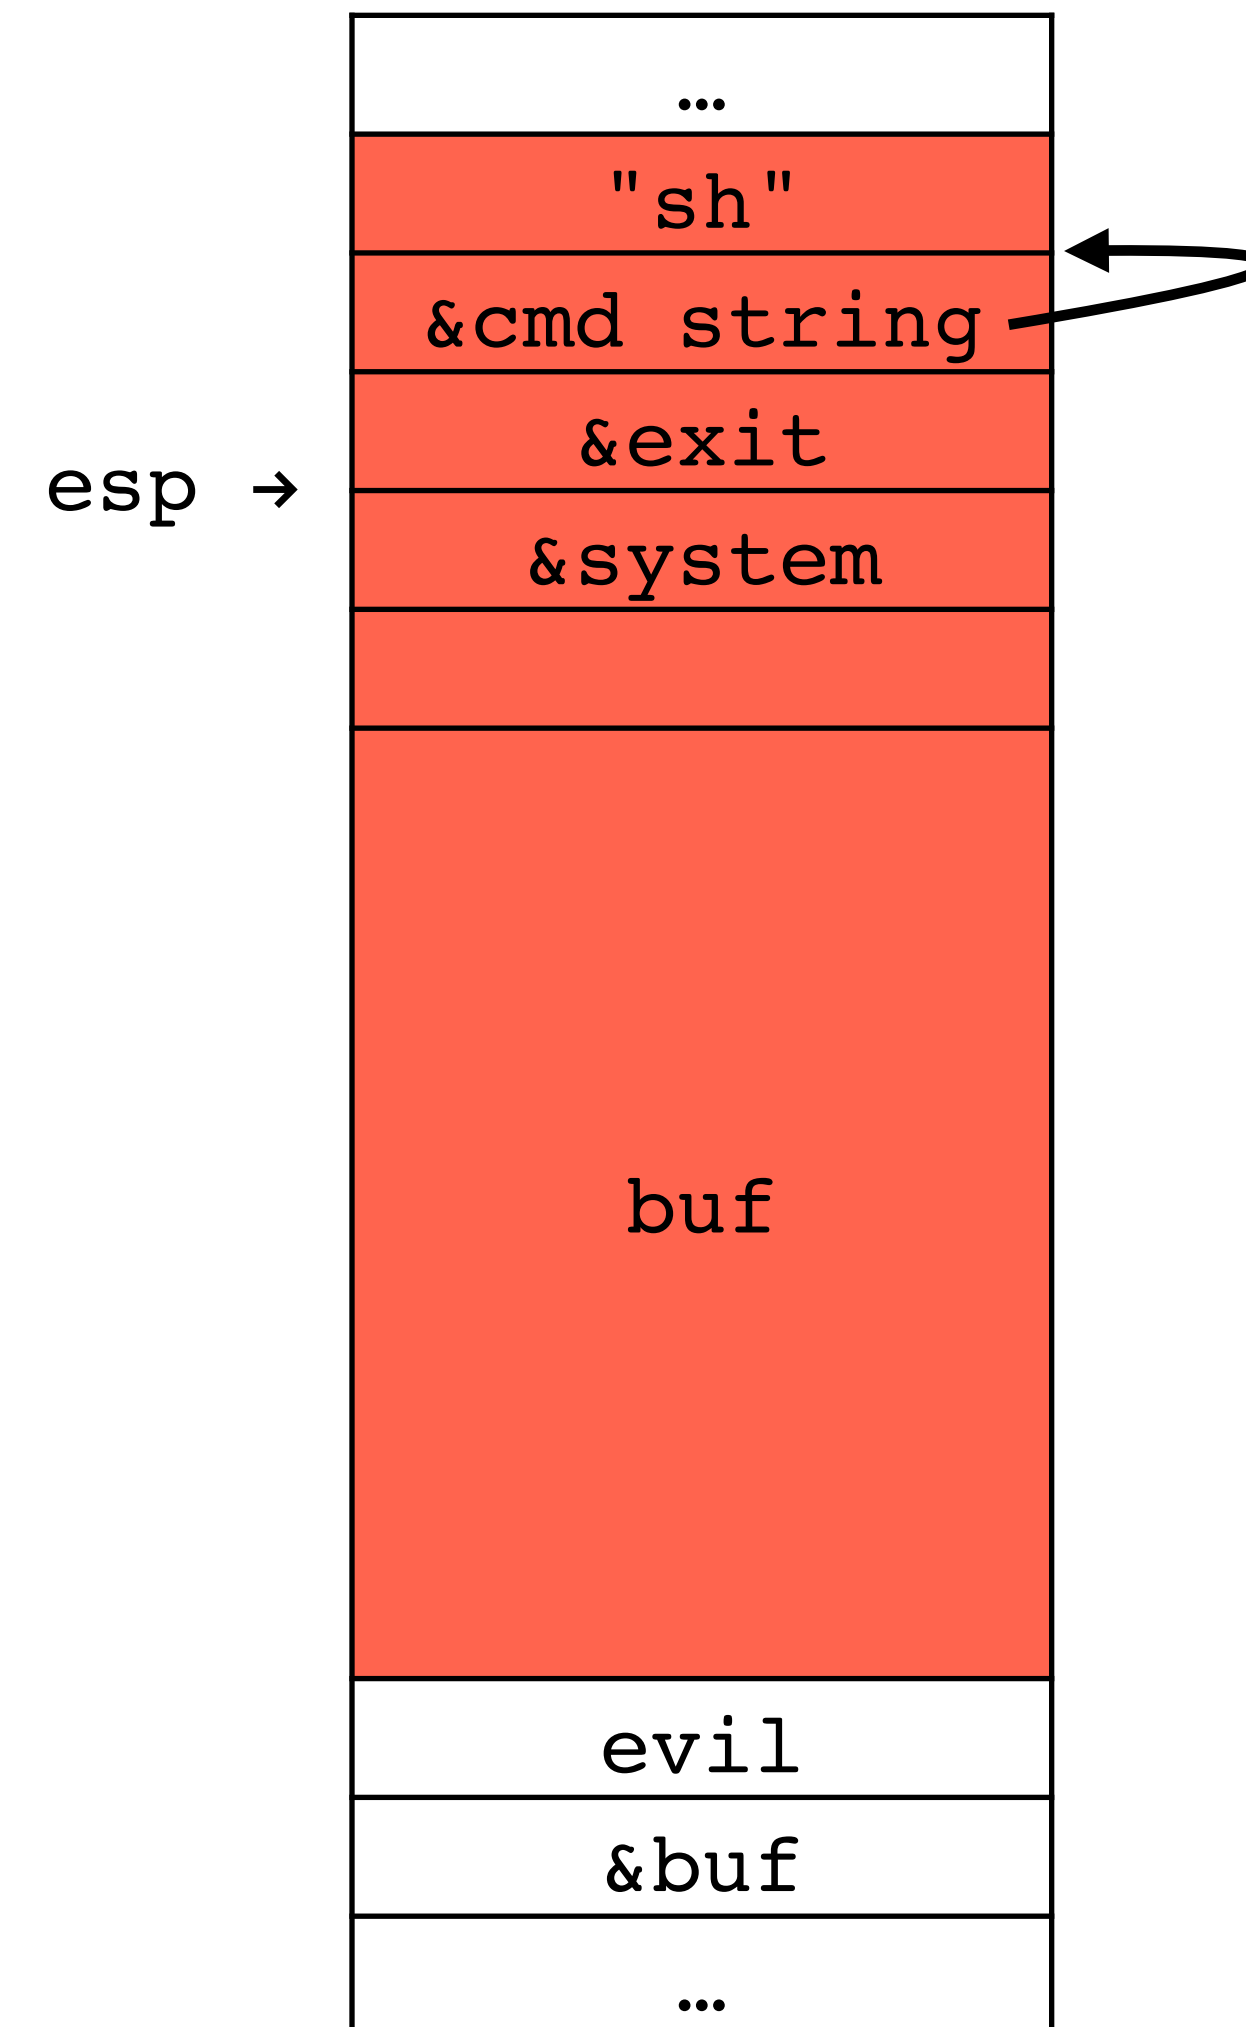 …
"sh"
&cmd string
&exit
esp →
&system
buf
evil
&buf
…